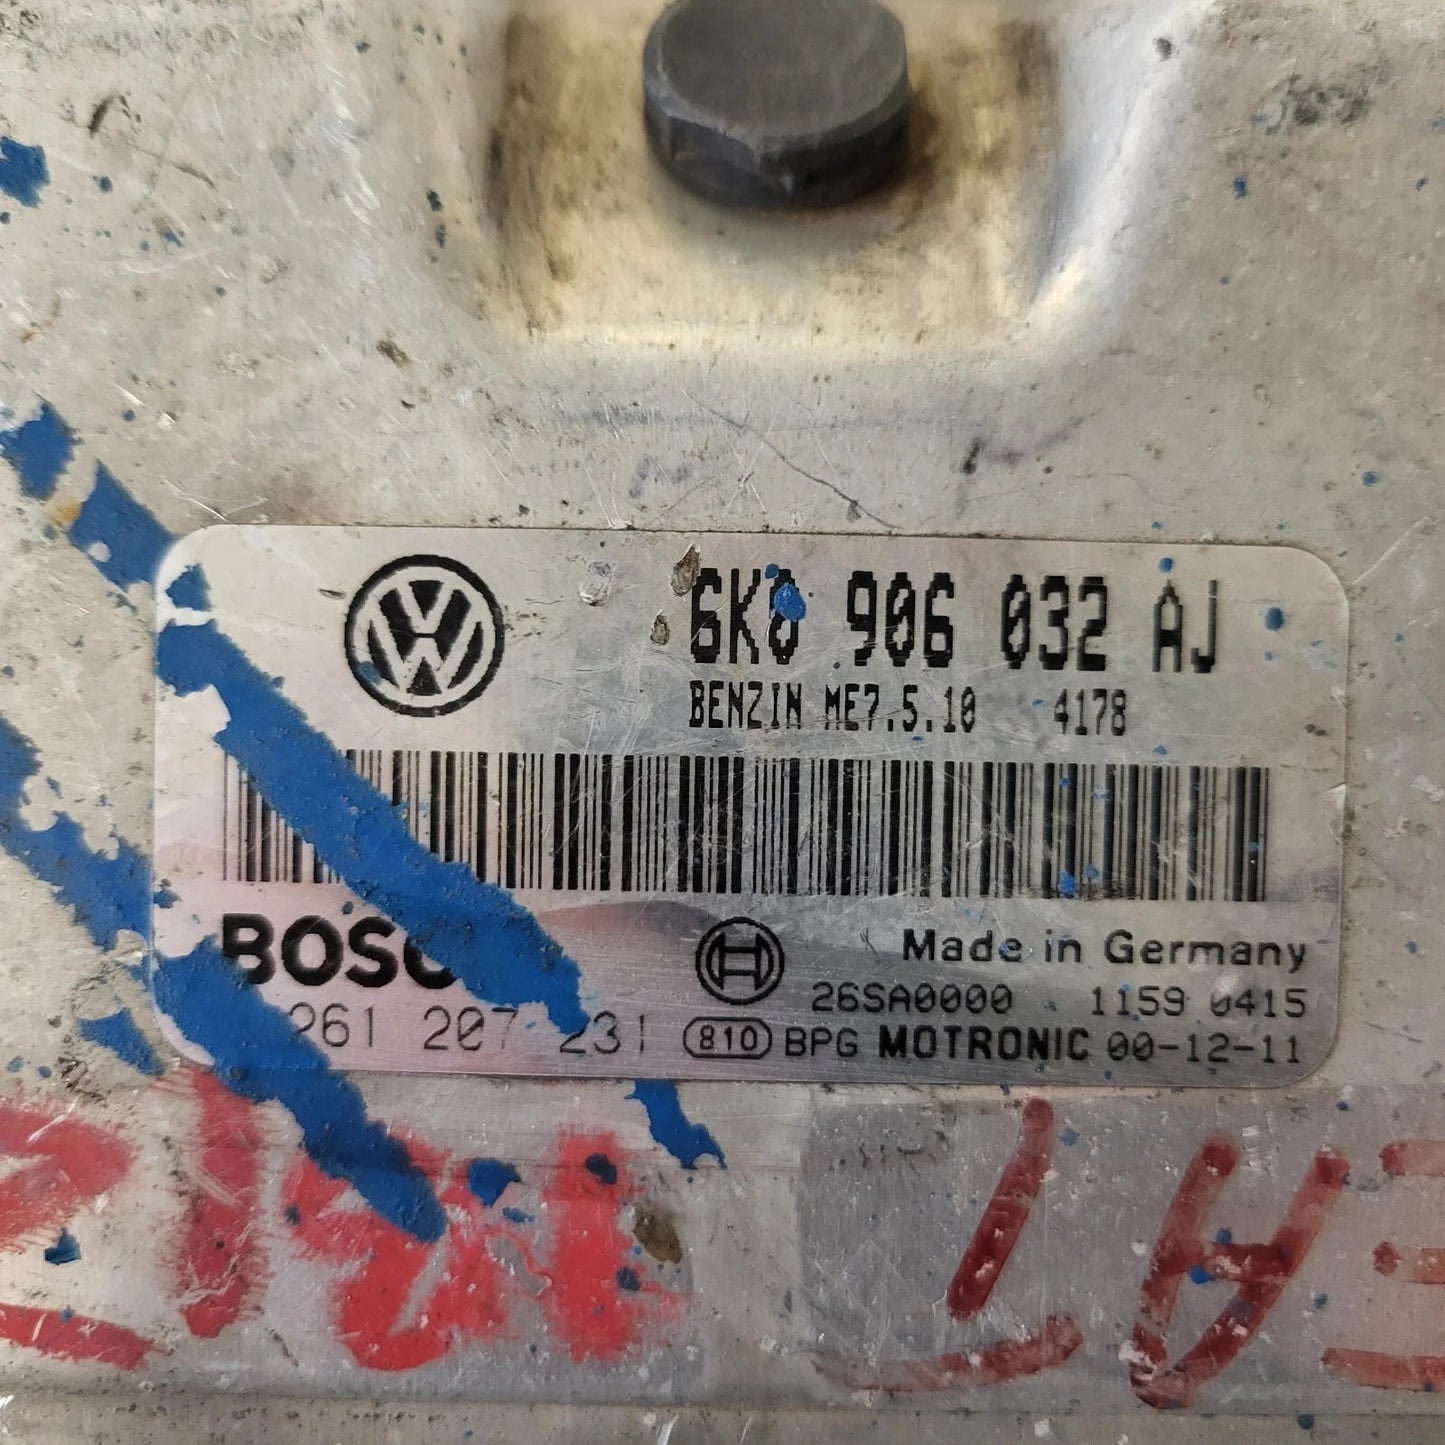 6K0 906 032 AJ
BENZIN ME7.5.10 4178
Made in Germany
26SA0000 1159 0415
261 207 231 810 BPG MOTRONIC 00-12-11